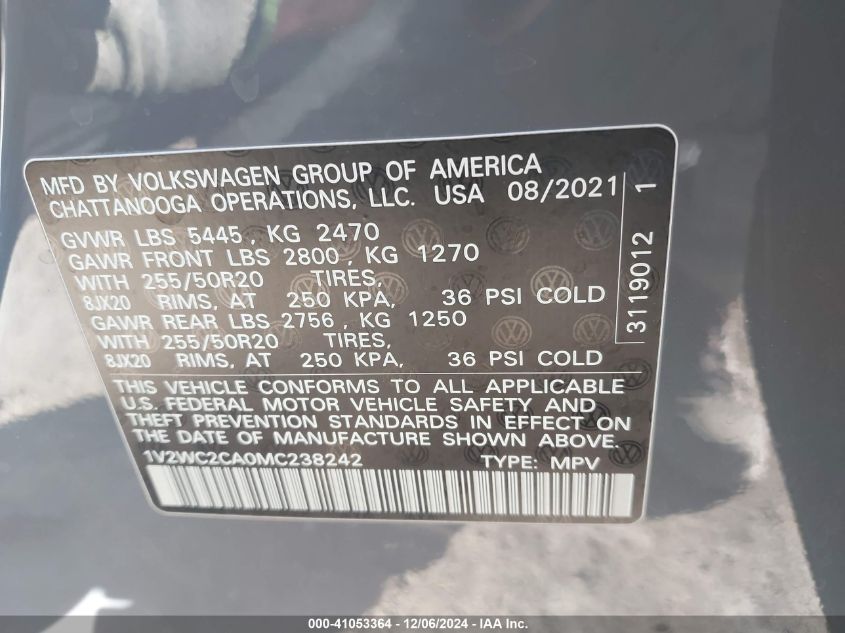 MFD BY VOLKSWAGEN GROUP OF AMERICA
CHATTANOOGA OPERATIONS, LLC. USA 08/2021
GVWR LBS 5445, KG 2470
GAWR FRONT LBS 2800, KG 1270
WITH 255/50R20 TIRES,
8JX20 RIMS, AT 250 KPA, 36 PSI COLD
GAWR REAR LBS 2756, KG 1250
WITH 255/50R20 TIRES,
8JX20 RIMS, AT 250 KPA, 36 PSI COLD
3119012 1
THIS VEHICLE CONFORMS TO ALL APPLICABLE
U.S. FEDERAL MOTOR VEHICLE SAFETY AND
THEFT PREVENTION STANDARDS IN EFFECT ON
THE DATE OF MANUFACTURE SHOWN ABOVE.
1V2WC2CA0MC238242 TYPE: MPV
000-41053364 - 12/06/2024 - IAA Inc.